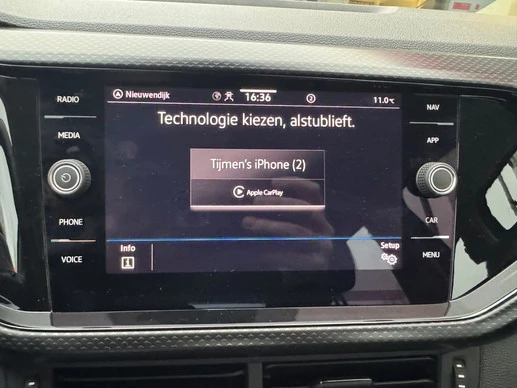 RADIO
MEDIA
PHONE
VOICE
Nieuwendijk 16:36 2 11.0°C
Technologie kiezen, alstublieft.
Tijmen's iPhone (2)
Apple CarPlay
Info
Setup
NAV
APP
CAR
MENU